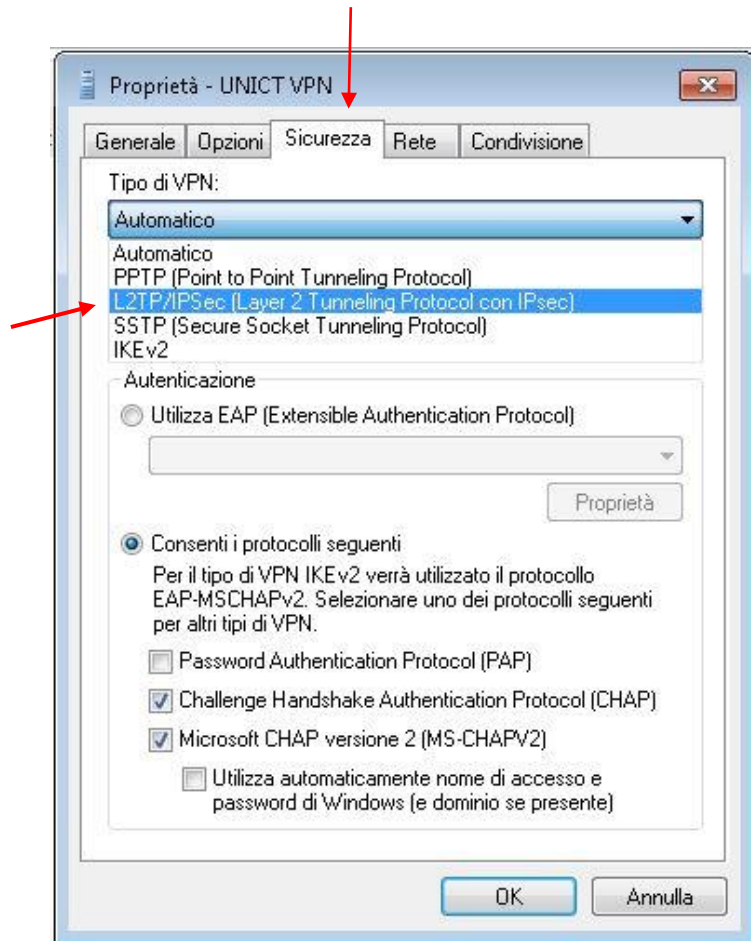 Proprietà - UNICT VPN
Generale Opzioni Sicurezza Rete Condivisione
Tipo di VPN:
Automatico
Automatico
PPTP (Point to Point Tunneling Protocol)
L2TP/IPSec (Layer 2 Tunneling Protocol con IPsec)
SSTP (Secure Socket Tunneling Protocol)
IKEv2
Autenticazione
Utilizza EAP (Extensible Authentication Protocol)
Proprietà
Consenti i protocolli seguenti
Per il tipo di VPN IKEv2 verrà utilizzato il protocollo
EAP-MSCHAPv2. Selezionare uno dei protocolli seguenti
per altri tipi di VPN.
Password Authentication Protocol (PAP)
Challenge Handshake Authentication Protocol (CHAP)
Microsoft CHAP versione 2 (MS-CHAPV2)
Utilizza automaticamente nome di accesso e
password di Windows (e dominio se presente)
OK Annulla